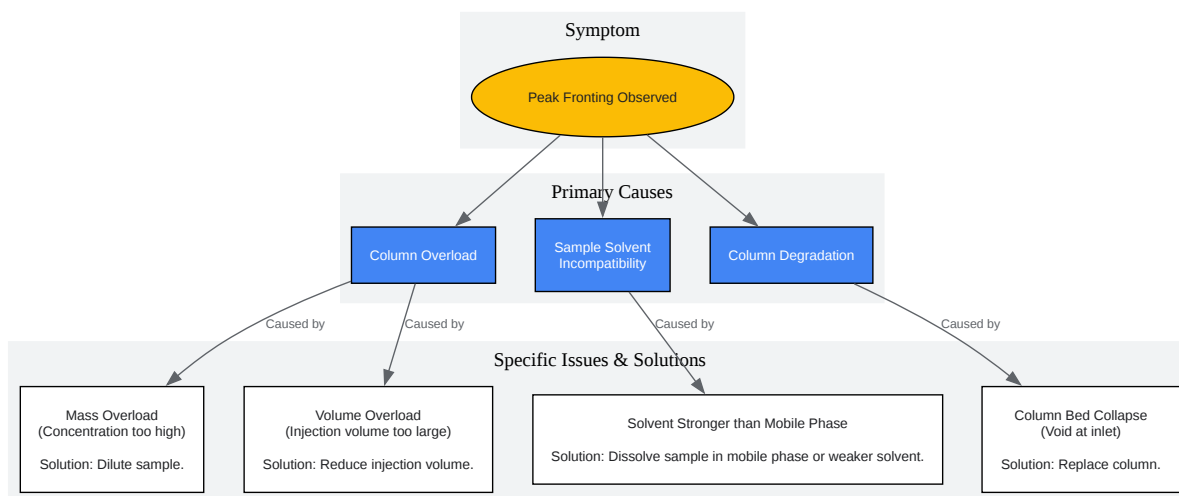 Symptom
Peak Fronting Observed
Primary Causes
Column Overload
Sample Solvent
Incompatibility
Column Degradation
Caused by
Caused by
Caused by
Caused by
Specific Issues & Solutions
Mass Overload
(Concentration too high)
Solution: Dilute sample.
Volume Overload
(Injection volume too large)
Solution: Reduce injection volume.
Solvent Stronger than Mobile Phase
Solution: Dissolve sample in mobile phase or weaker solvent.
Column Bed Collapse
(Void at inlet)
Solution: Replace column.